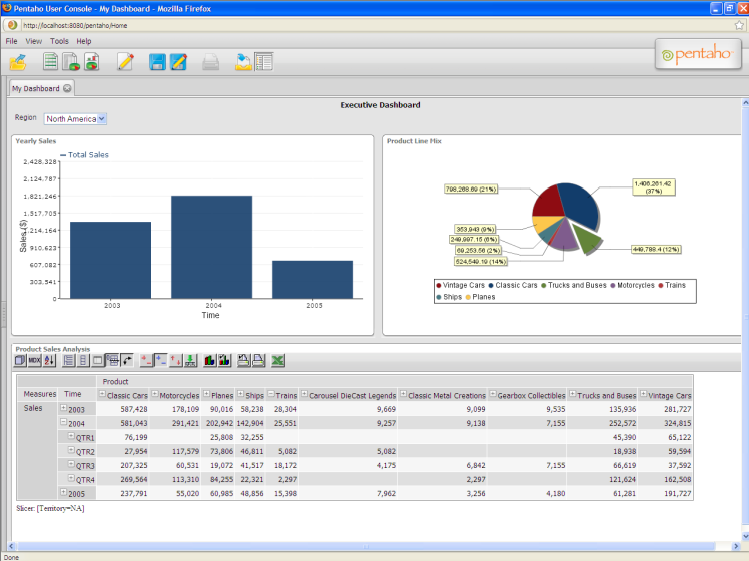 Pentaho User Console - My Dashboard - Mozilla Firefox
http://localhost:8080/pentaho/Home
File View Tools Help
pentaho
My Dashboard
Executive Dashboard
Region North America
Yearly Sales
Total Sales
2,428,328
2,124,787
1,821,246
1,517,705
1,214,164
910,623
607,082
303,541
0
Sales ($)
2003 2004 2005
Time
Product Line Mix
798,268.69 (21%)
1,406,261.42
(37%)
353,943 (9%)
249,997.15 (6%)
69,253.56 (2%)
524,549.19 (14%)
449,788.4 (12%)
Vintage Cars Classic Cars Trucks and Buses Motorcycles Trains
Ships Planes
Product Sales Analysis
MDX
Product
Measures Time Classic Cars Motorcycles Planes Ships Trains Carousel DieCast Legends Classic Metal Creations Gearbox Collectibles Trucks and Buses Vintage Cars
Sales 2003 587,428 178,109 90,016 58,238 28,304 9,669 9,099 9,535 135,936 281,727
2004 581,043 291,421 202,942 142,904 25,551 9,257 9,138 7,155 252,572 324,815
QTR1 76,199 25,808 32,255 45,390 65,122
QTR2 27,954 117,579 73,806 46,811 5,082 5,082 18,938 59,594
QTR3 207,325 60,531 19,072 41,517 18,172 4,175 6,842 7,155 66,619 37,592
QTR4 269,564 113,310 84,255 22,321 2,297 2,297 121,624 162,508
2005 237,791 55,020 60,985 48,856 15,398 7,962 3,256 4,180 61,281 191,727
Slicer: [Territory=NA]
Done